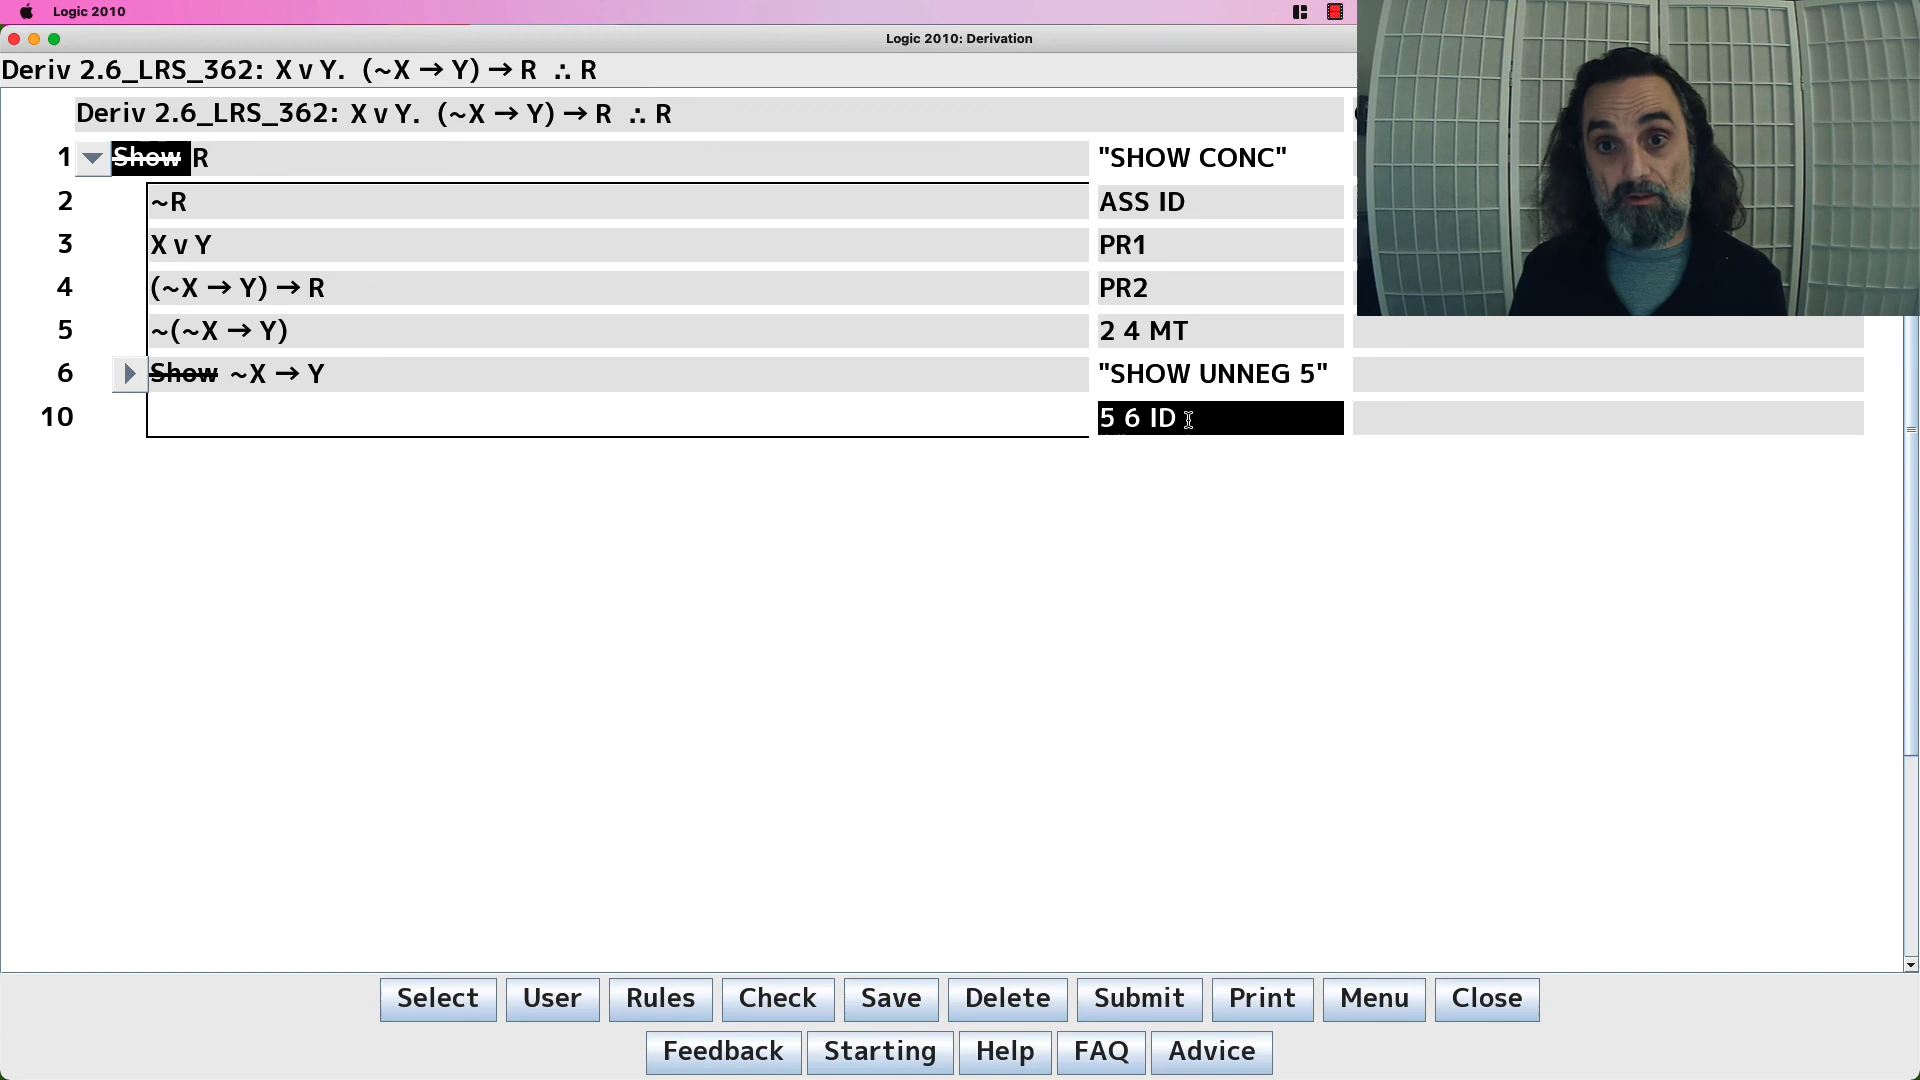 Logic 2010
Logic 2010: Derivation
Deriv 2.6_LRS_362: X v Y. (~X → Y) → R ∴ R
Deriv 2.6_LRS_362: X v Y. (~X → Y) → R ∴ R
1 Show R "SHOW CONC"
2 ~R ASS ID
3 X v Y PR1
4 (~X → Y) → R PR2
5 ~(~X → Y) 2 4 MT
6 Show ~X → Y "SHOW UNNEG 5"
10 5 6 ID
Select User Rules Check Save Delete Submit Print Menu Close
Feedback Starting Help FAQ Advice